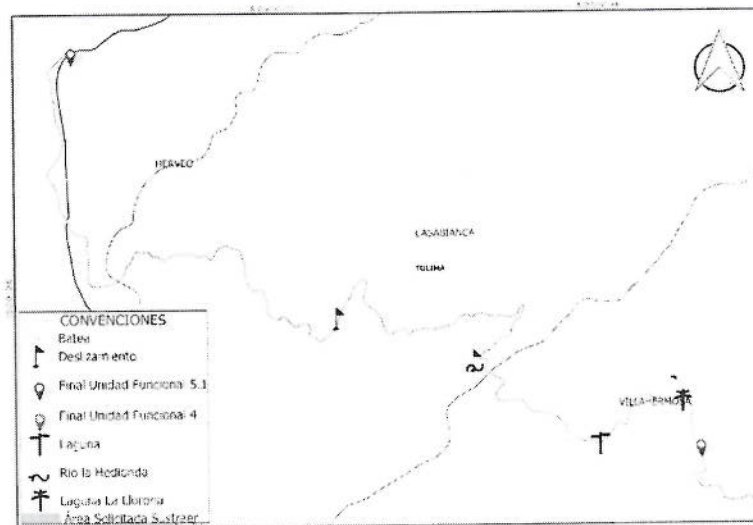 HERVEO
CASABIANCA
TOLIMA
VILLAHERMOSA
CONVENCIONES
Batea
Deslizamiento
Final Unidad Funcional 5.1
Final Unidad Funcional 4
Laguna
Rio la Hedionda
Laguna La Llorona
Área Solicitada Sustraer